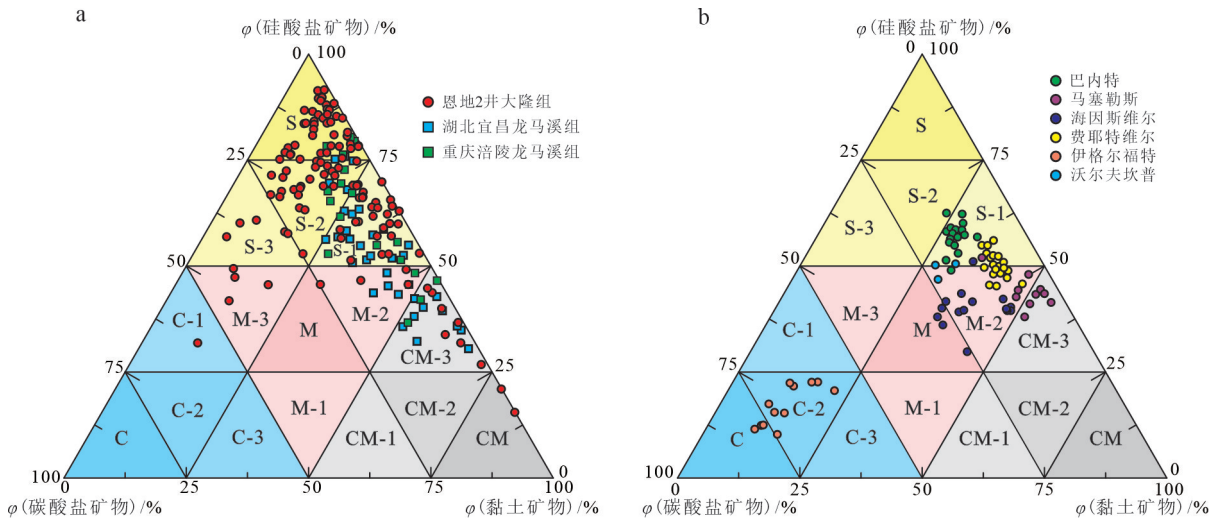 a
φ(硅酸盐矿物)/%
0 100
恩地2井大隆组
湖北宜昌龙马溪组
重庆涪陵龙马溪组
S
25 75
S-3 S-2 S-1
50 50
C-1 M-3 M M-2 CM-3
75 25
C C-2 C-3 M-1 CM-1 CM-2 CM
100 0
0 25 50 75 100
φ(碳酸盐矿物)/% φ(黏土矿物)/%
b
φ(硅酸盐矿物)/%
0 100
巴内特
马塞勒斯
海因斯维尔
费耶特维尔
伊格尔福特
沃尔夫坎普
S
25 75
S-3 S-2 S-1
50 50
C-1 M-3 M M-2 CM-3
75 25
C C-2 C-3 M-1 CM-1 CM-2 CM
100 0
0 25 50 75 100
φ(碳酸盐矿物)/% φ(黏土矿物)/%